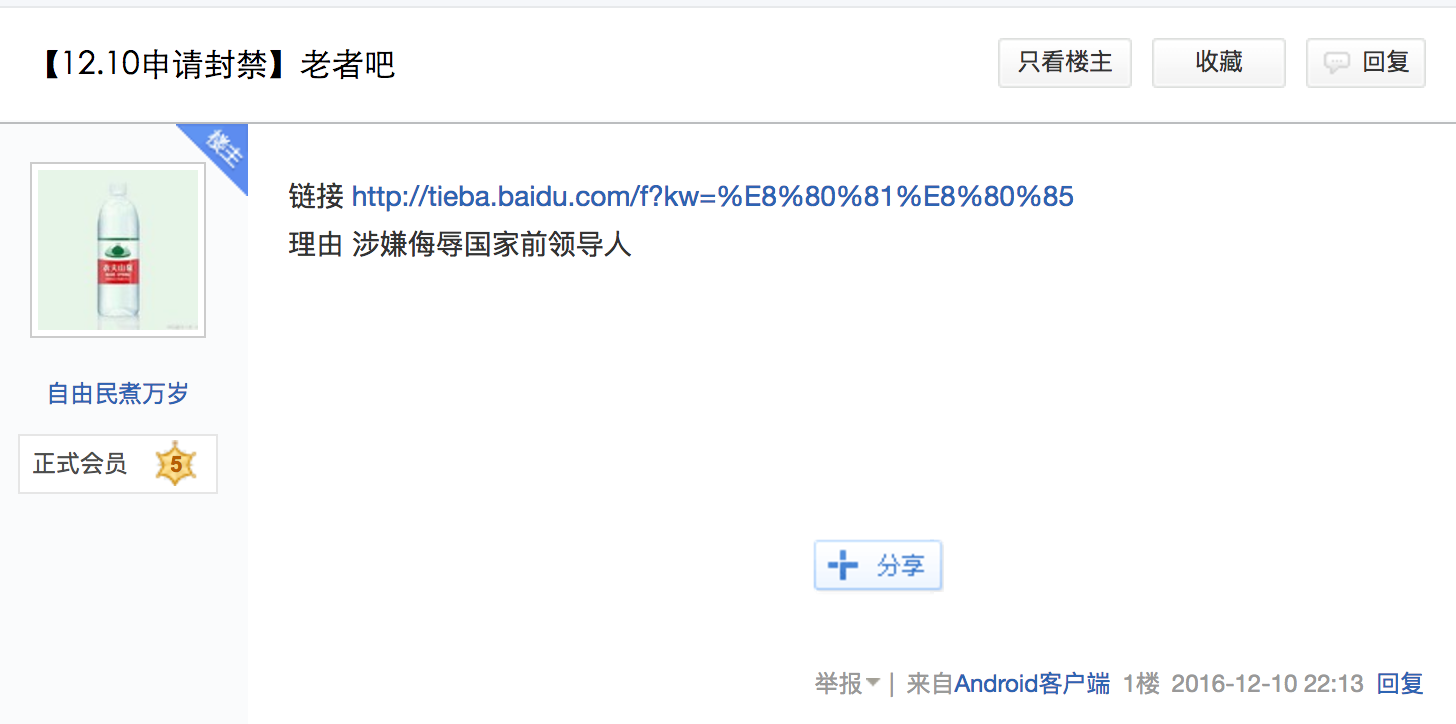 【12.10申请封禁】老者吧
只看楼主
收藏
回复
楼主
链接 http://tieba.baidu.com/f?kw=%E8%80%81%E8%80%85
理由 涉嫌侮辱国家前领导人
自由民煮万岁
正式会员 5
分享
举报 | 来自Android客户端 1楼 2016-12-10 22:13 回复